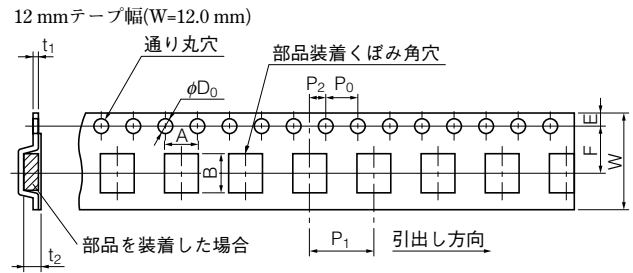 12 mmテープ幅(W=12.0 mm)
t1
通り丸穴
部品装着くぼみ角穴
ϕD0
P2
P0
A
B
E
F
W
t2
部品を装着した場合
P1
引出し方向